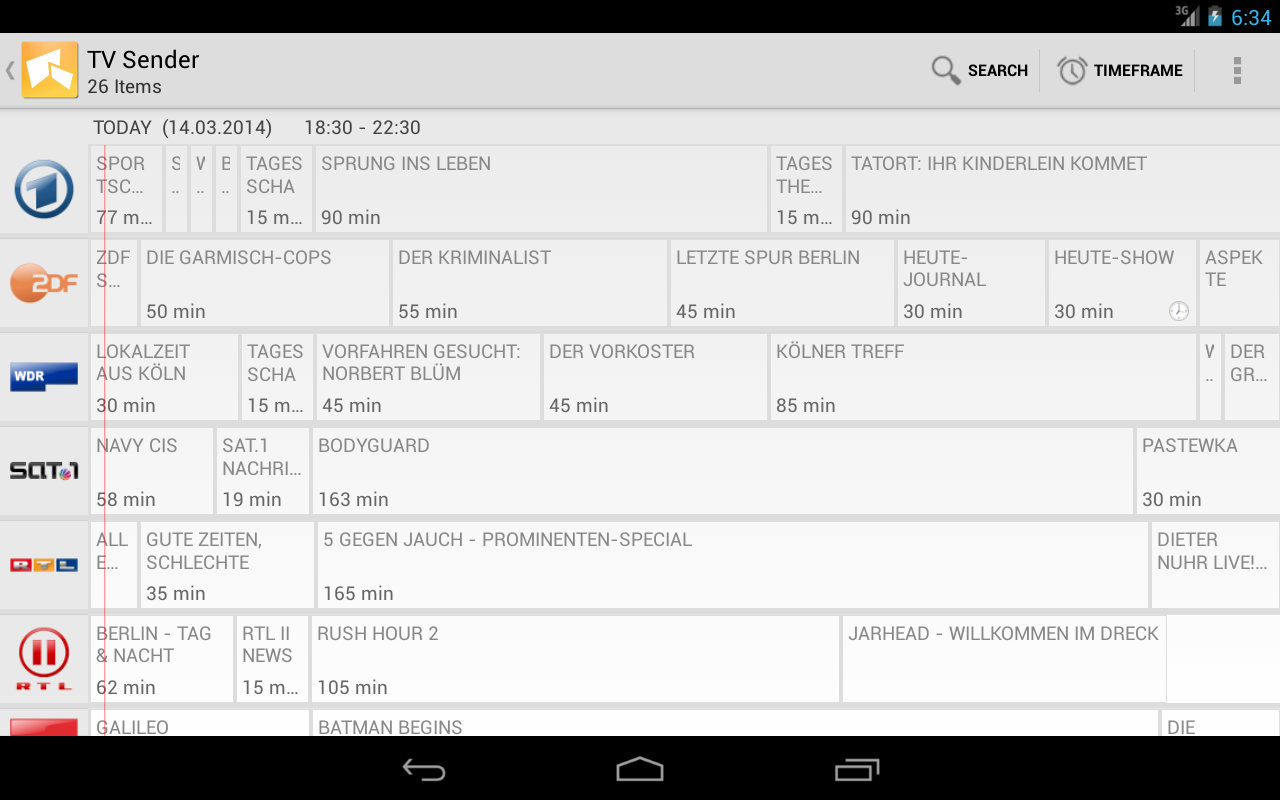 3G
6:34
TV Sender
26 Items
SEARCH
TIMEFRAME
TODAY (14.03.2014) 18:30 - 22:30
1
SPOR
TSC...
77 m...
S
..
W
..
B
..
TAGES
SCHA
15 m...
SPRUNG INS LEBEN
90 min
TAGES
THE...
15 m...
TATORT: IHR KINDERLEIN KOMMET
90 min
ZDF
ZDF
S...
DIE GARMISCH-COPS
50 min
DER KRIMINALIST
55 min
LETZTE SPUR BERLIN
45 min
HEUTE-
JOURNAL
30 min
HEUTE-SHOW
30 min
ASPEK
TE
WDR
LOKALZEIT
AUS KÖLN
30 min
TAGES
SCHA
15 m...
VORFAHREN GESUCHT:
NORBERT BLÜM
45 min
DER VORKOSTER
45 min
KÖLNER TREFF
85 min
W
..
DER
GR...
SAT.1
NAVY CIS
58 min
SAT.1
NACHRI...
19 min
BODYGUARD
163 min
PASTEWKA
30 min
RTL
ALL
E...
GUTE ZEITEN,
SCHLECHTE
35 min
5 GEGEN JAUCH - PROMINENTEN-SPECIAL
165 min
DIETER
NUHR LIVE!...
RTL
BERLIN - TAG
& NACHT
62 min
RTL II
NEWS
15 m...
RUSH HOUR 2
105 min
JARHEAD - WILLKOMMEN IM DRECK
GALILEO
BATMAN BEGINS
DIE